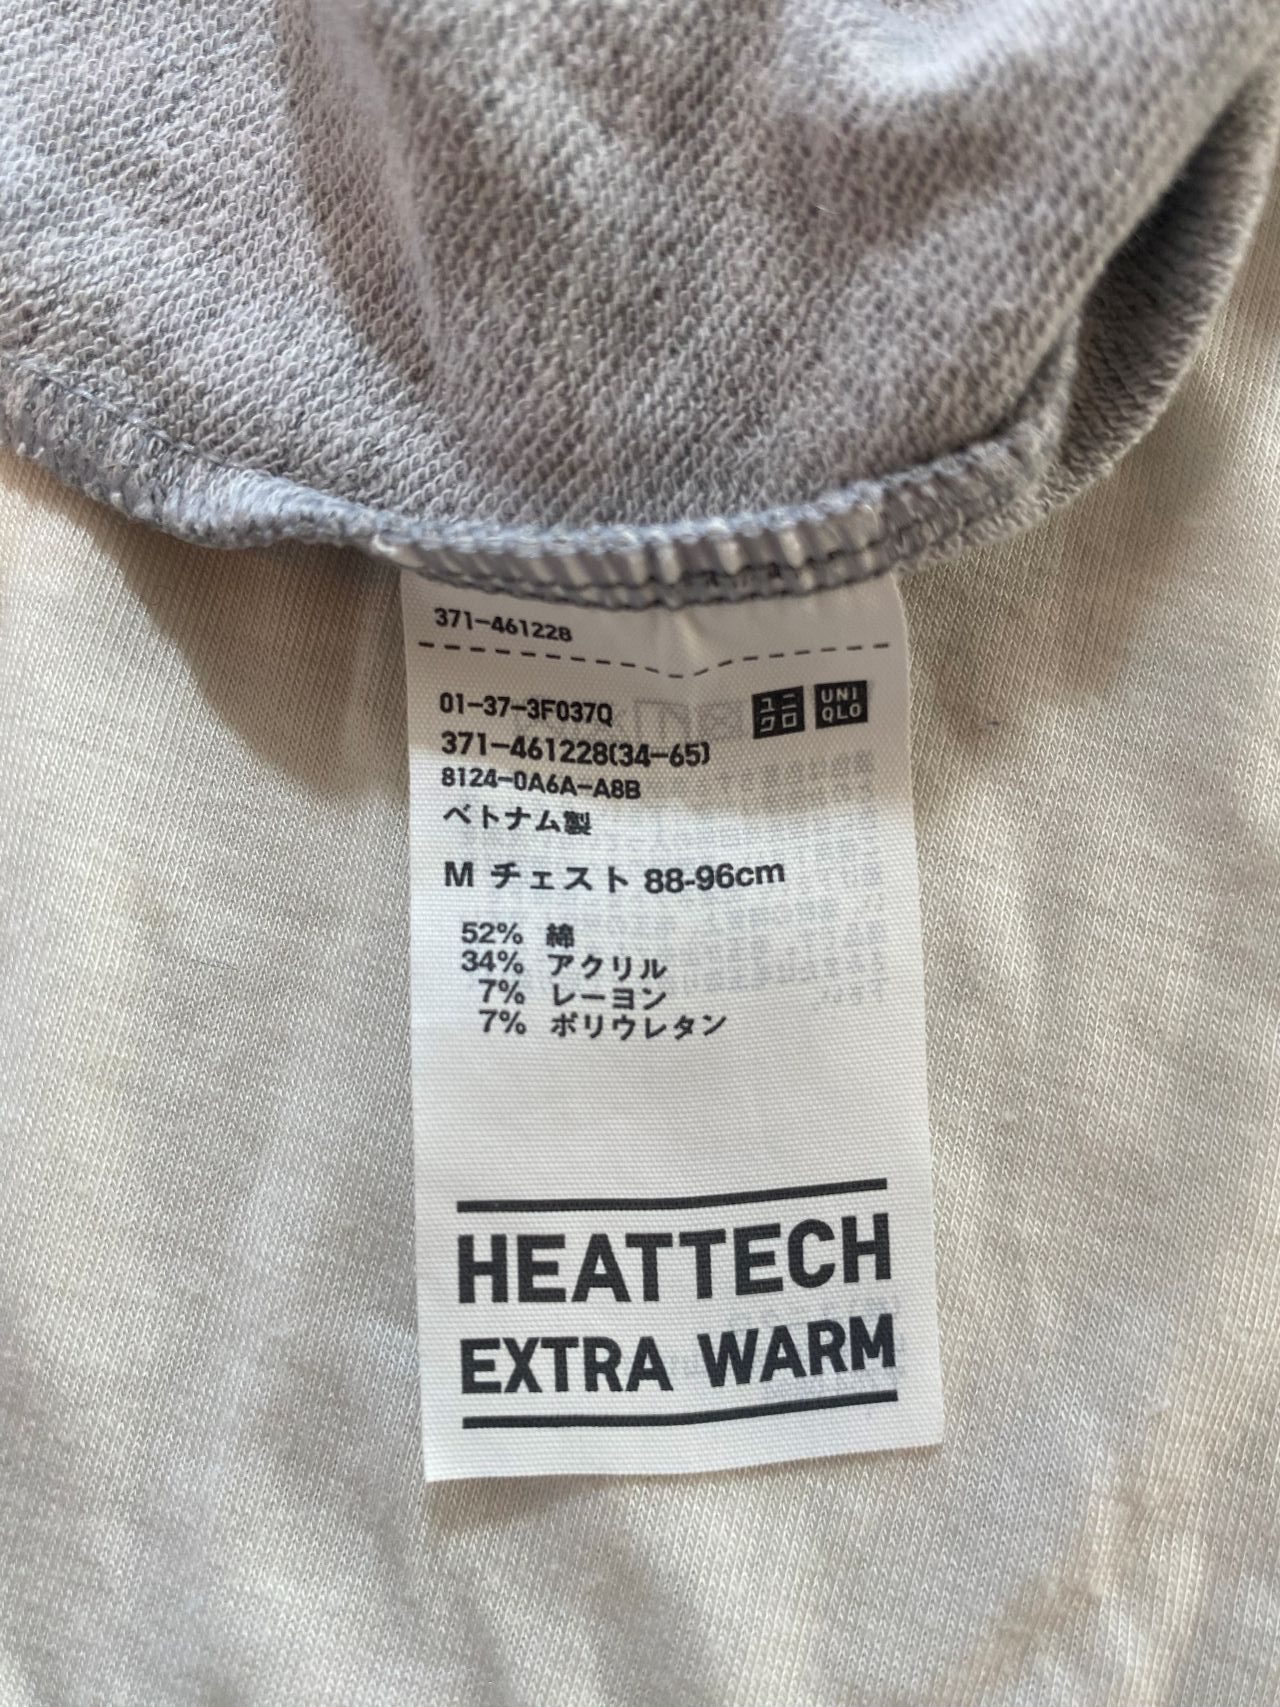 371-461228
01-37-3F037Q
ユニクロ
UNIQLO
371-461228(34-65)
8124-0A6A-A8B
ベトナム製
M チェスト 88-96cm
52% 綿
34% アクリル
7% レーヨン
7% ポリウレタン
HEATTECH
EXTRA WARM